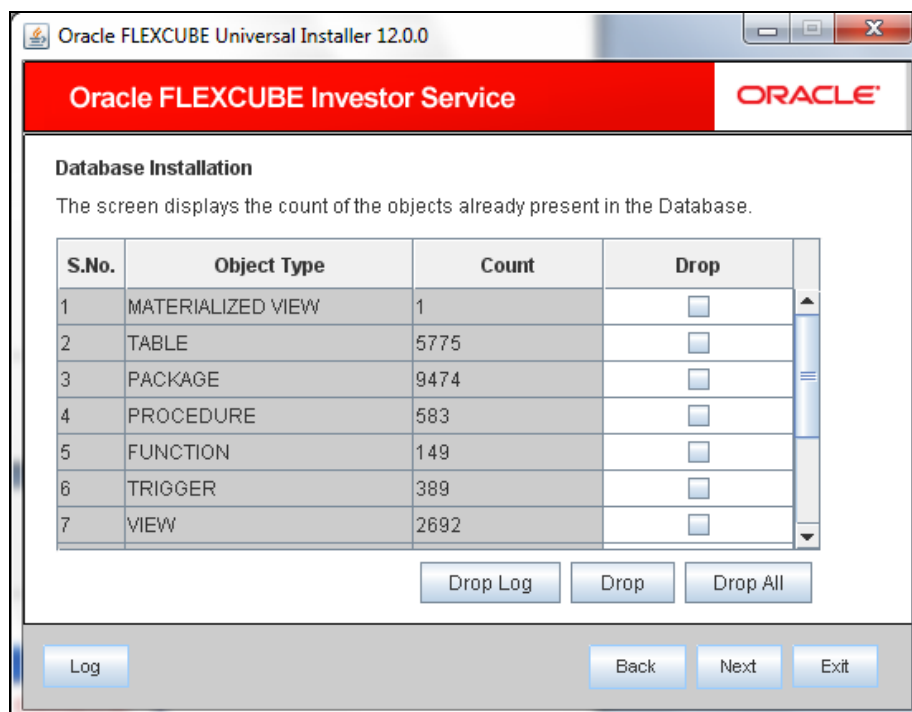 Oracle FLEXCUBE Universal Installer 12.0.0
Oracle FLEXCUBE Investor Service
ORACLE
Database Installation
The screen displays the count of the objects already present in the Database.
S.No. Object Type Count Drop
1 MATERIALIZED VIEW 1
2 TABLE 5775
3 PACKAGE 9474
4 PROCEDURE 583
5 FUNCTION 149
6 TRIGGER 389
7 VIEW 2692
Drop Log Drop Drop All
Log Back Next Exit